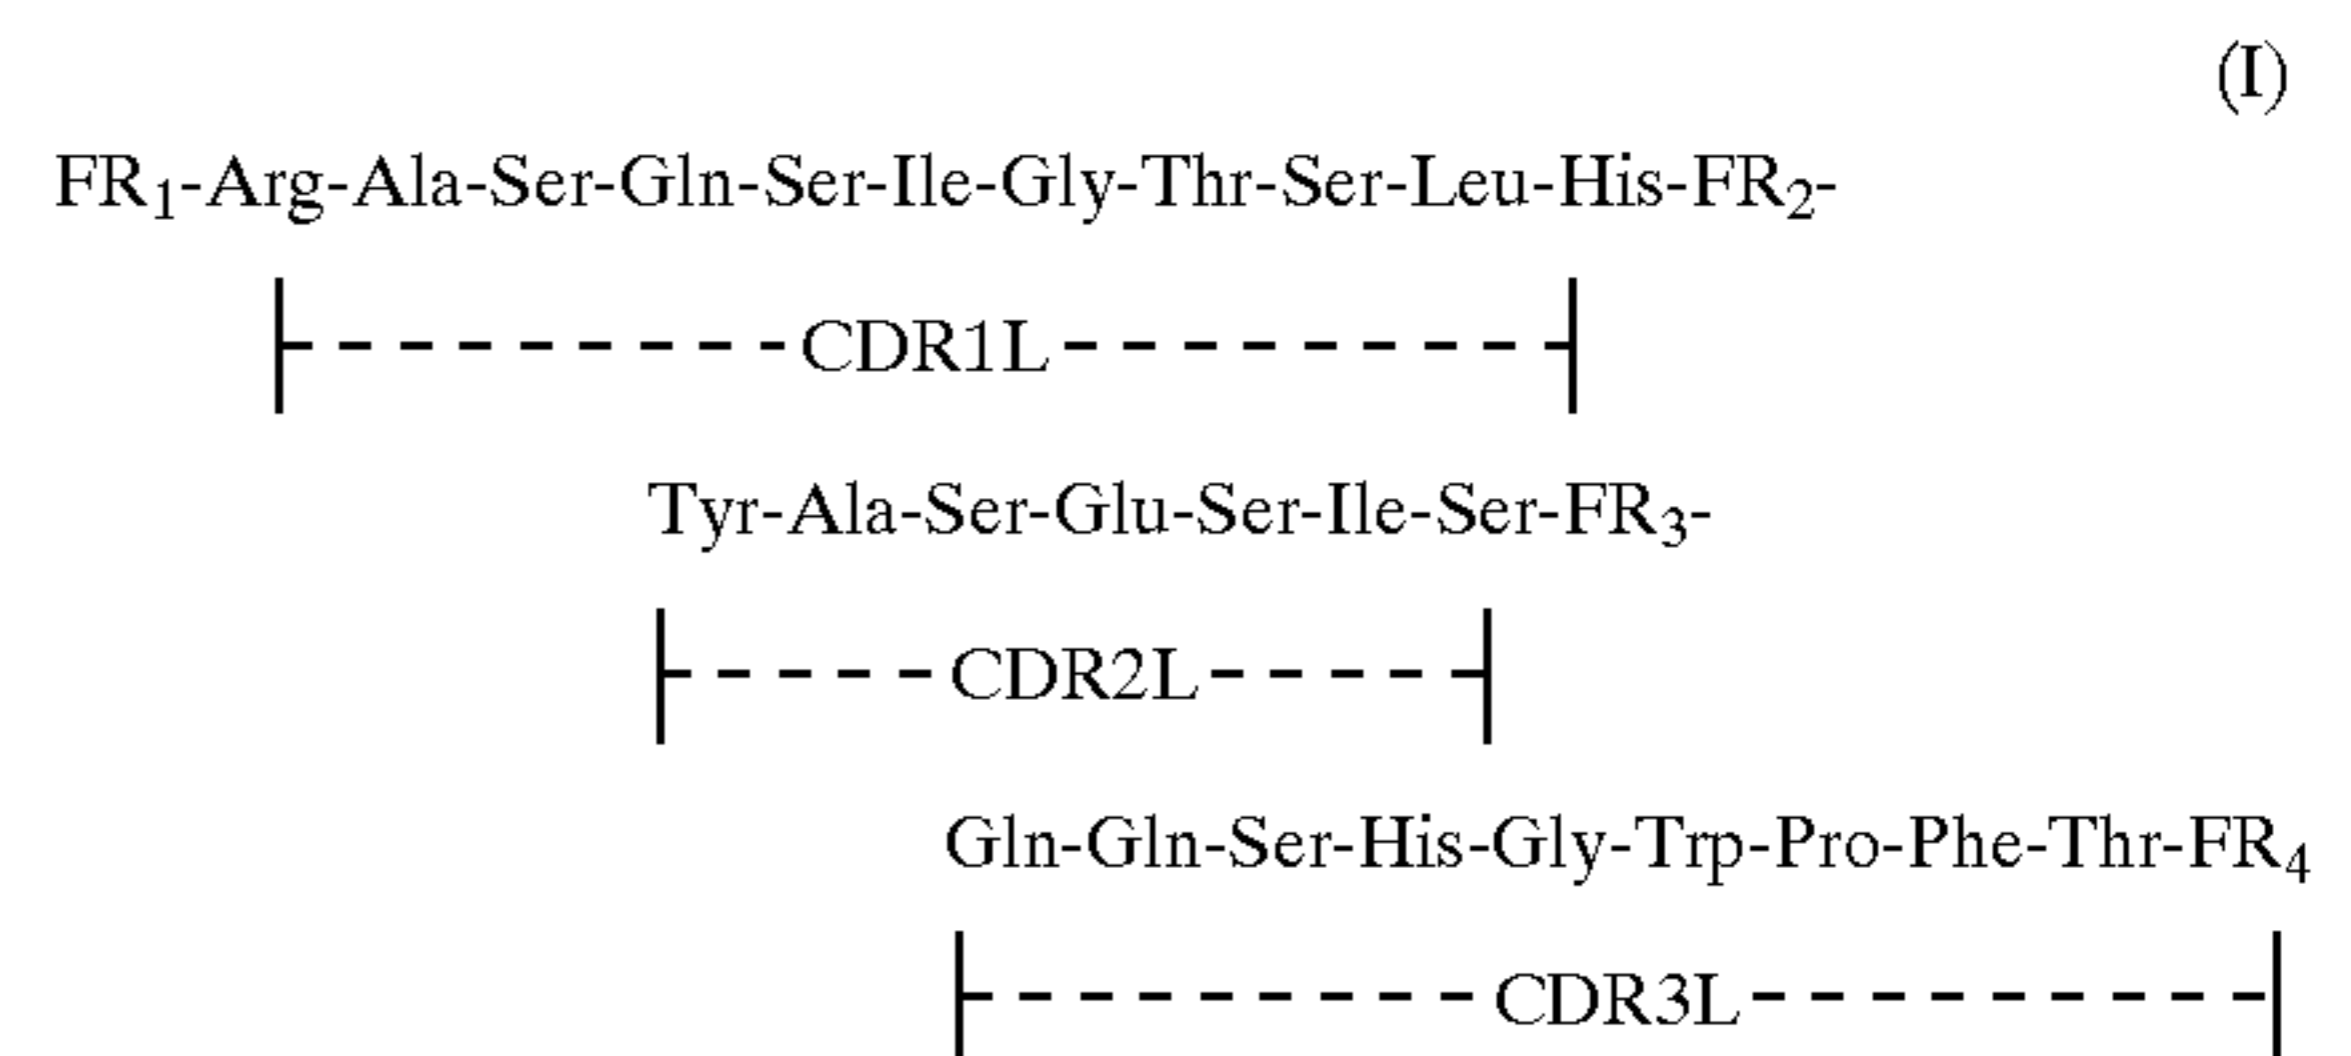 (I)
FR₁-Arg-Ala-Ser-Gln-Ser-Ile-Gly-Thr-Ser-Leu-His-FR₂-
CDR1L
Tyr-Ala-Ser-Glu-Ser-Ile-Ser-FR₃-
CDR2L
Gln-Gln-Ser-His-Gly-Trp-Pro-Phe-Thr-FR₄
CDR3L